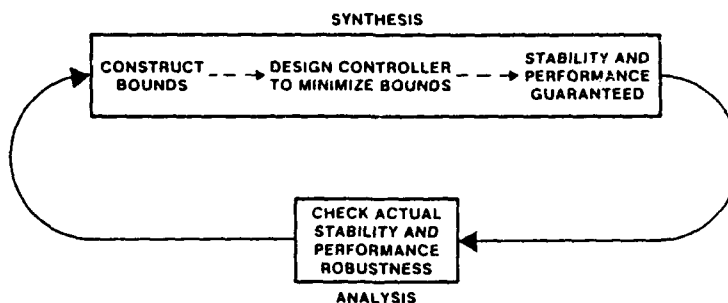 SYNTHESIS
CONSTRUCT
BOUNDS
DESIGN CONTROLLER
TO MINIMIZE BOUNDS
STABILITY AND
PERFORMANCE
GUARANTEED
CHECK ACTUAL
STABILITY AND
PERFORMANCE
ROBUSTNESS
ANALYSIS